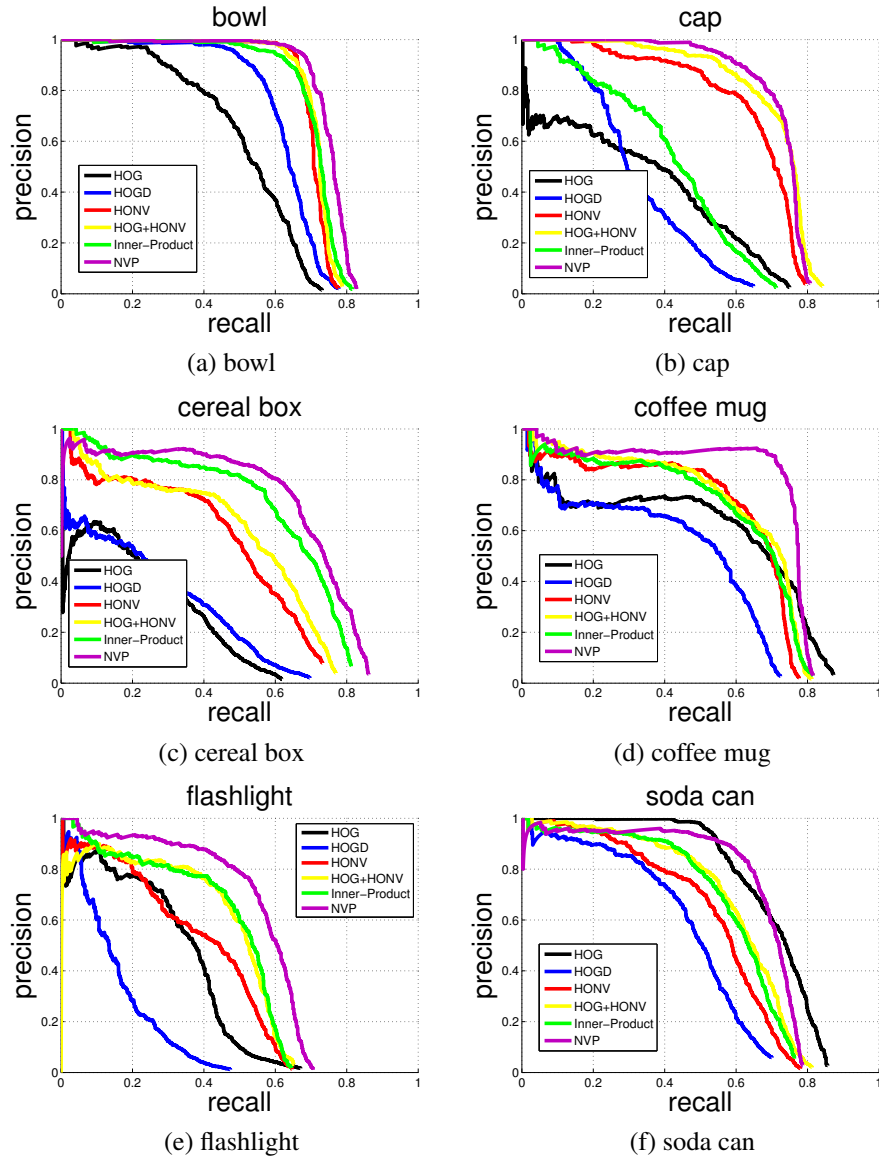 bowl
precision
1
0.8
0.6
0.4
0.2
0
HOG
HOGD
HONV
HOG+HONV
Inner−Product
NVP
0 0.2 0.4 0.6 0.8 1
recall
(a) bowl
cap
precision
1
0.8
0.6
0.4
0.2
0
HOG
HOGD
HONV
HOG+HONV
Inner−Product
NVP
0 0.2 0.4 0.6 0.8 1
recall
(b) cap
cereal box
precision
1
0.8
0.6
0.4
0.2
0
HOG
HOGD
HONV
HOG+HONV
Inner−Product
NVP
0 0.2 0.4 0.6 0.8 1
recall
(c) cereal box
coffee mug
precision
1
0.8
0.6
0.4
0.2
0
HOG
HOGD
HONV
HOG+HONV
Inner−Product
NVP
0 0.2 0.4 0.6 0.8 1
recall
(d) coffee mug
flashlight
precision
1
0.8
0.6
0.4
0.2
0
HOG
HOGD
HONV
HOG+HONV
Inner−Product
NVP
0 0.2 0.4 0.6 0.8 1
recall
(e) flashlight
soda can
precision
1
0.8
0.6
0.4
0.2
0
HOG
HOGD
HONV
HOG+HONV
Inner−Product
NVP
0 0.2 0.4 0.6 0.8 1
recall
(f) soda can